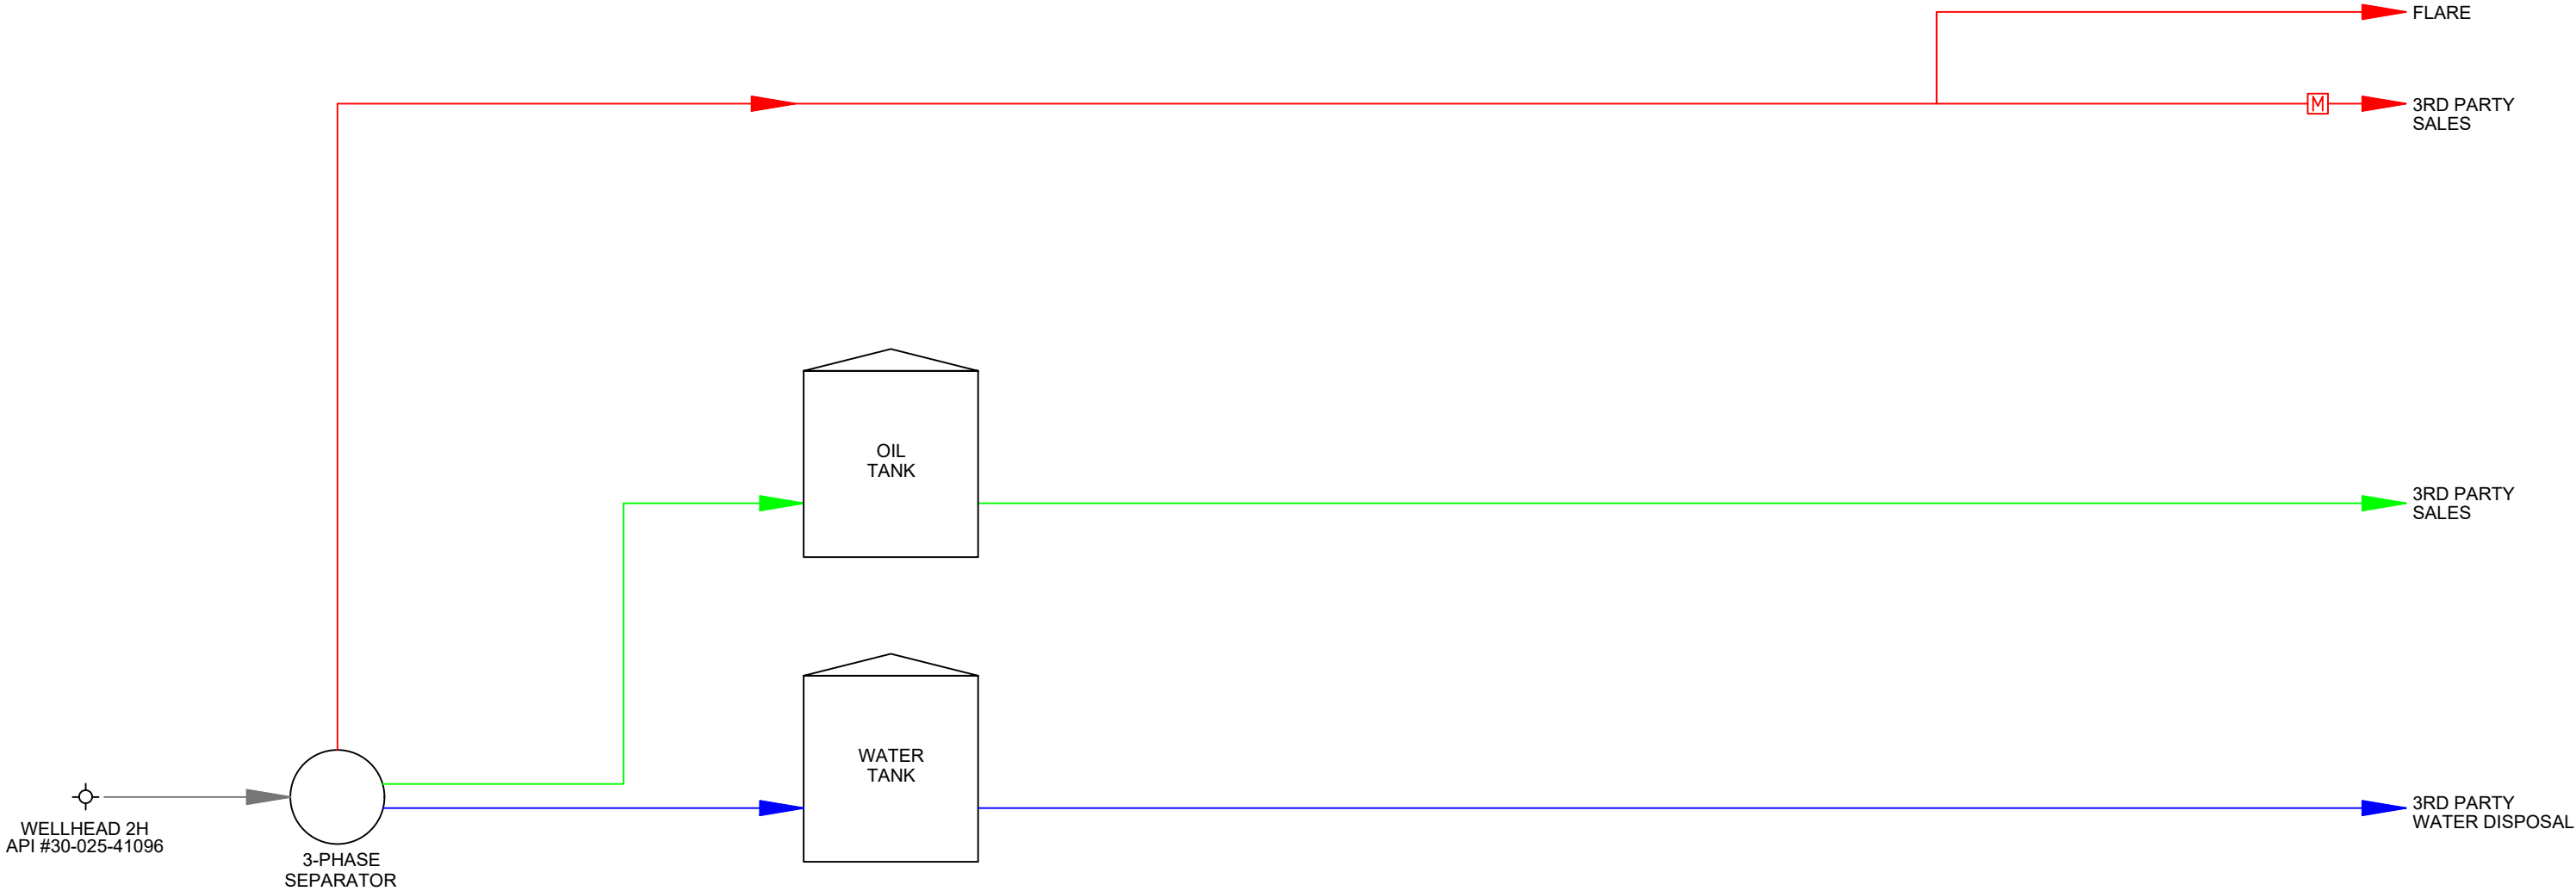 FLARE
M
3RD PARTY
SALES
OIL
TANK
3RD PARTY
SALES
WATER
TANK
WELLHEAD 2H
API #30-025-41096
3-PHASE
SEPARATOR
3RD PARTY
WATER DISPOSAL